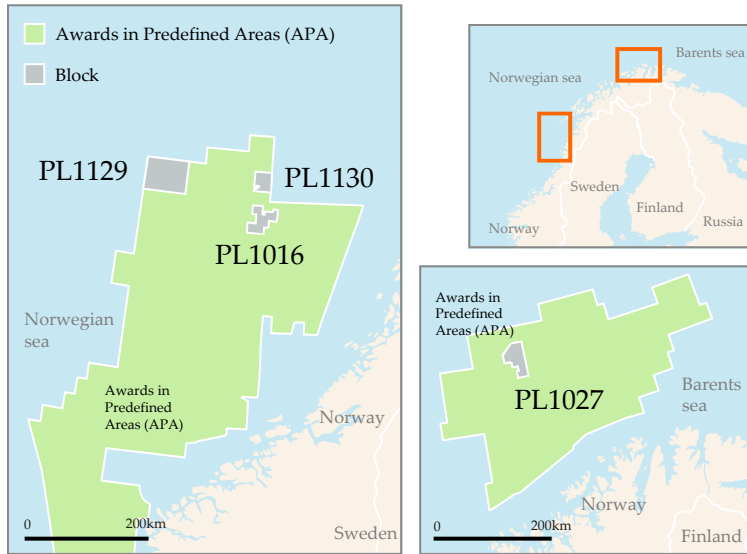 Awards in Predefined Areas (APA)
Block
PL1129
PL1130
PL1016
Norwegian
sea
Awards in
Predefined
Areas (APA)
Norway
Sweden
0
200km
Barents sea
Norwegian sea
Sweden
Finland
Russia
Norway
Awards in
Predefined
Areas (APA)
PL1027
Barents
sea
Norway
Finland
0
200km